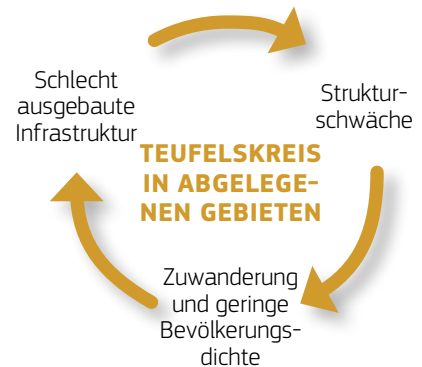 Schlecht
ausgebaute
Infrastruktur
Struktur-
schwäche
TEUFELSKREIS
IN ABGELEGE-
NEN GEBIETEN
Zuwanderung
und geringe
Bevölkerungs-
dichte